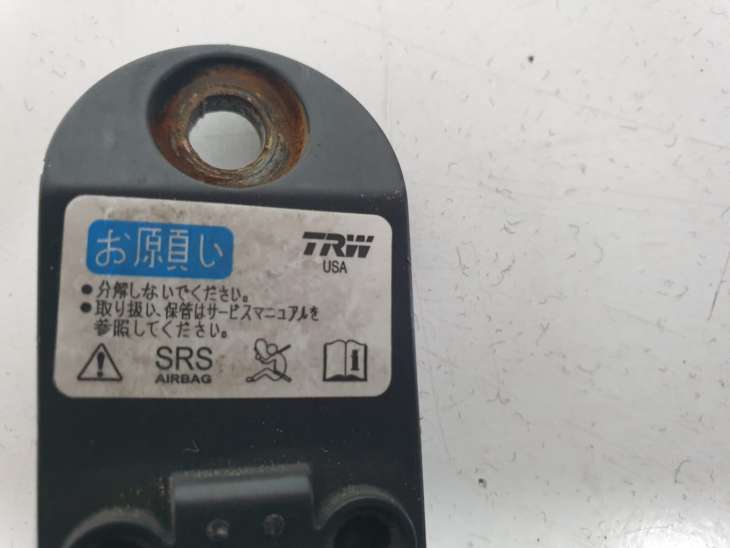 お願い
TRW
USA
●分解しないでください。
●取り扱い、保管はサービスマニュアルを
参照してください。
SRS
AIRBAG